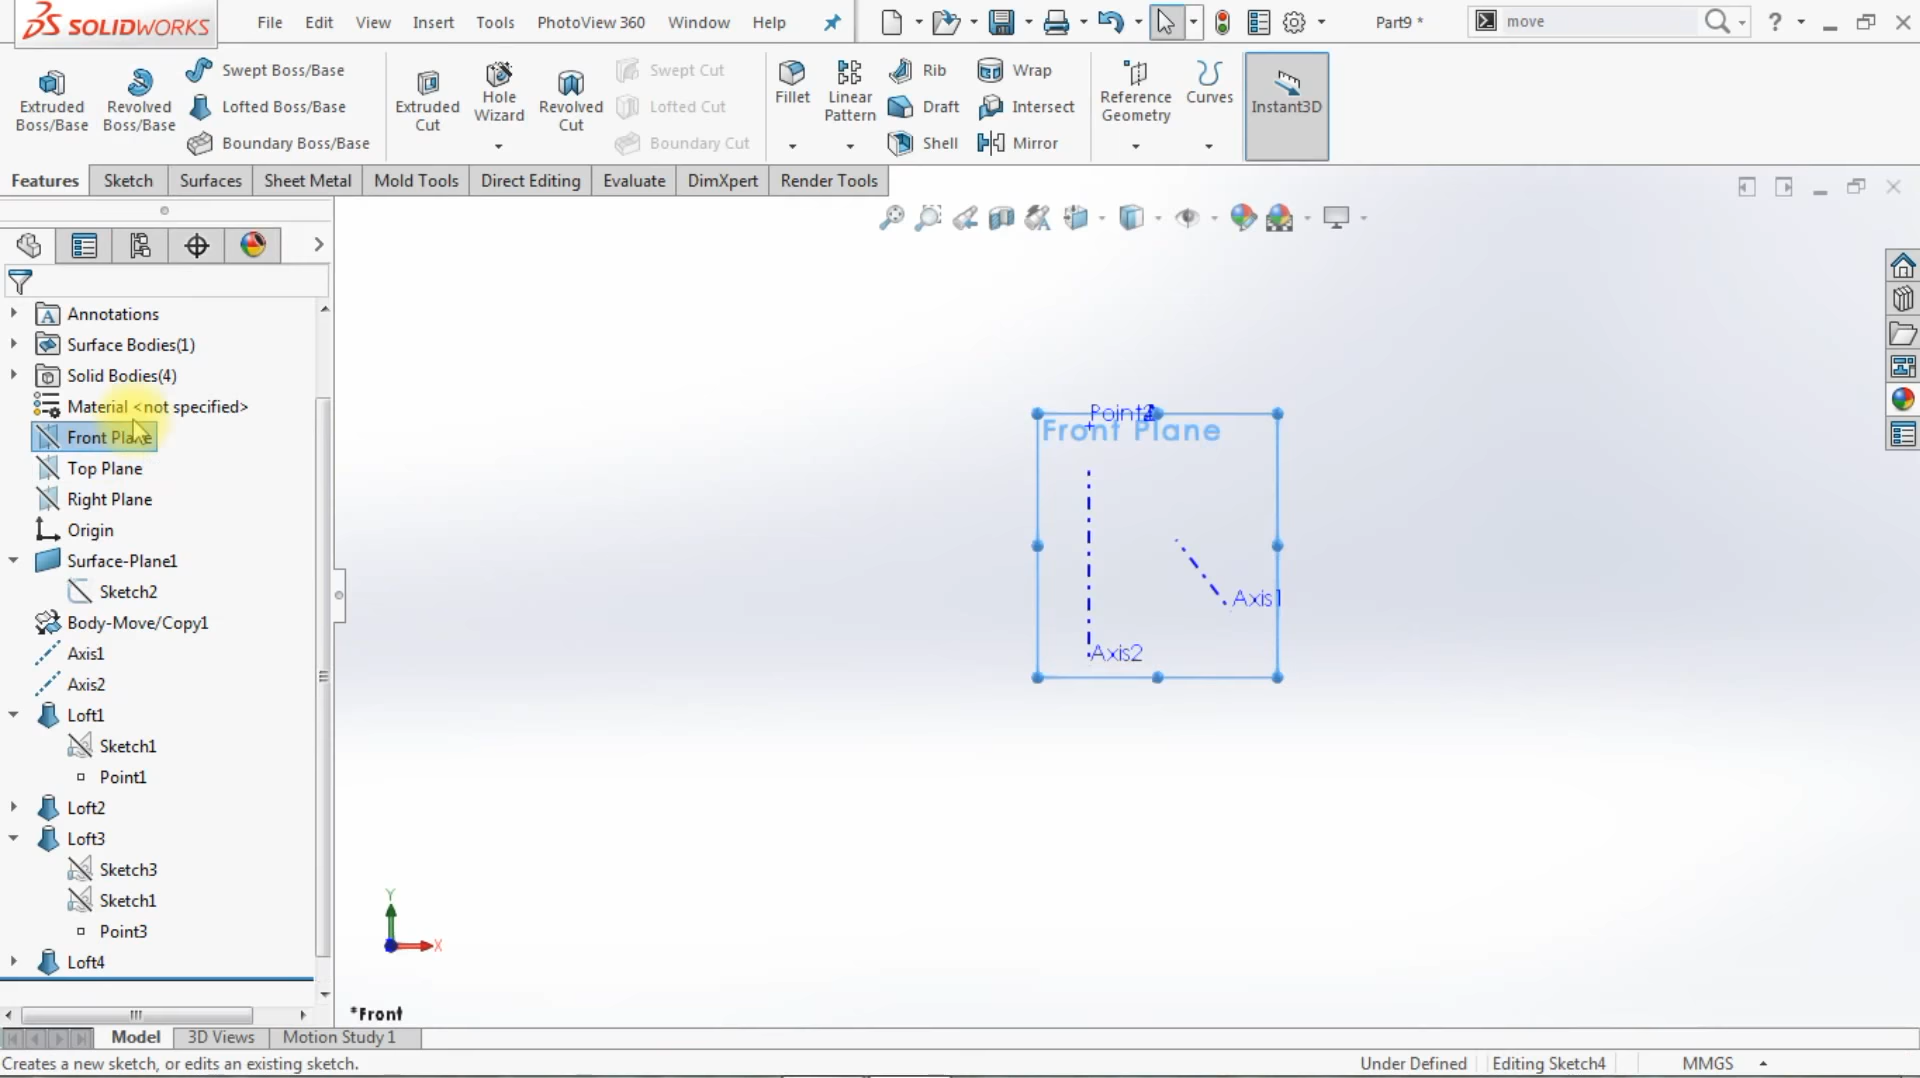 SOLIDWORKS
File Edit View Insert Tools PhotoView 360 Window Help
Part9 *
move
?
Extruded Boss/Base
Revolved Boss/Base
Swept Boss/Base
Lofted Boss/Base
Boundary Boss/Base
Extruded Cut
Hole Wizard
Revolved Cut
Swept Cut
Lofted Cut
Boundary Cut
Fillet
Linear Pattern
Rib
Draft
Shell
Wrap
Intersect
Mirror
Reference Geometry
Curves
Instant3D
Features Sketch Surfaces Sheet Metal Mold Tools Direct Editing Evaluate DimXpert Render Tools
Annotations
Surface Bodies(1)
Solid Bodies(4)
Material <not specified>
Front Plane
Top Plane
Right Plane
Origin
Surface-Plane1
Sketch2
Body-Move/Copy1
Axis1
Axis2
Loft1
Sketch1
Point1
Loft2
Loft3
Sketch3
Sketch1
Point3
Loft4
Front Plane
Axis1
Axis2
Y
X
*Front
Model 3D Views Motion Study 1
Creates a new sketch, or edits an existing sketch.
Under Defined Editing Sketch4 MMGS